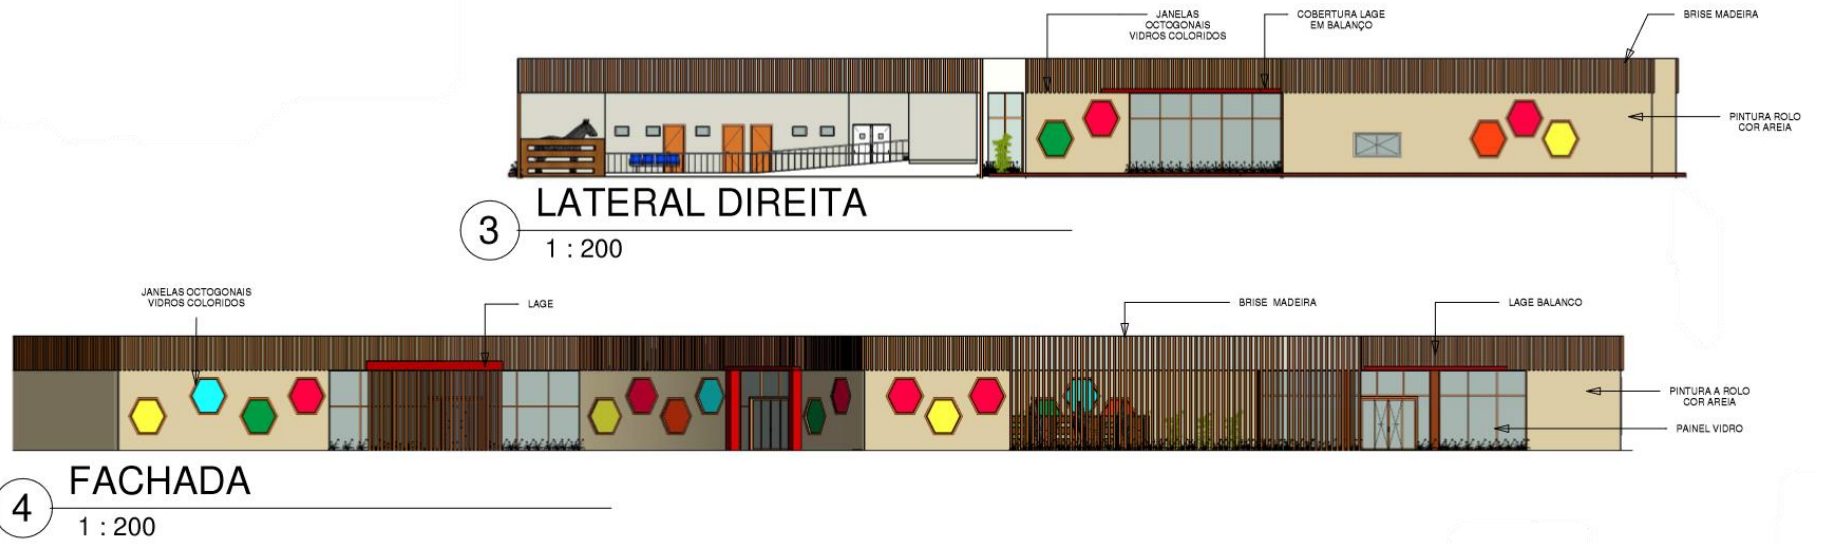 JANELAS
OCTOGONAIS
VIDROS COLORIDOS
COBERTURA LAGE
EM BALANÇO
BRISE MADEIRA
PINTURA ROLO
COR AREIA
3
LATERAL DIREITA
1 : 200
JANELAS OCTOGONAIS
VIDROS COLORIDOS
LAGE
BRISE MADEIRA
LAGE BALANCO
PINTURA A ROLO
COR AREIA
PAINEL VIDRO
4
FACHADA
1 : 200